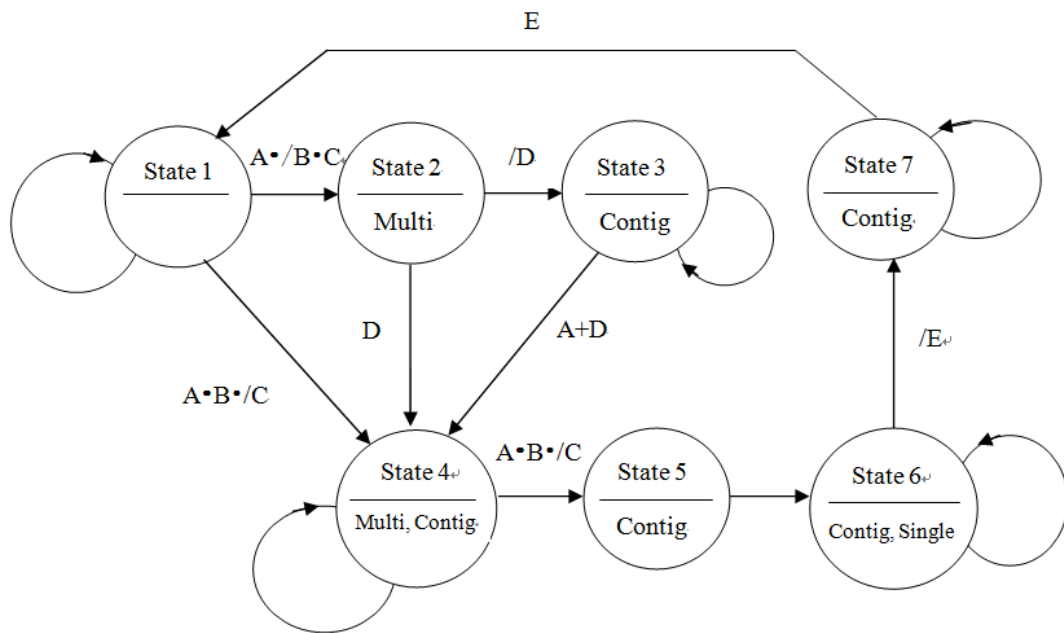 E
State 1
A•/B•C
State 2
Multi
/D
State 3
Contig
State 7
Contig
D
A+D
/E
A•B•/C
State 4
Multi, Contig
A•B•/C
State 5
Contig
State 6
Contig, Single